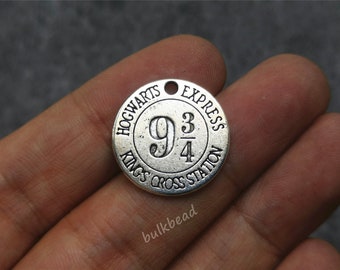 HOGWARTS EXPRESS
9 3/4
KING'S CROSS STATION
bulkbead